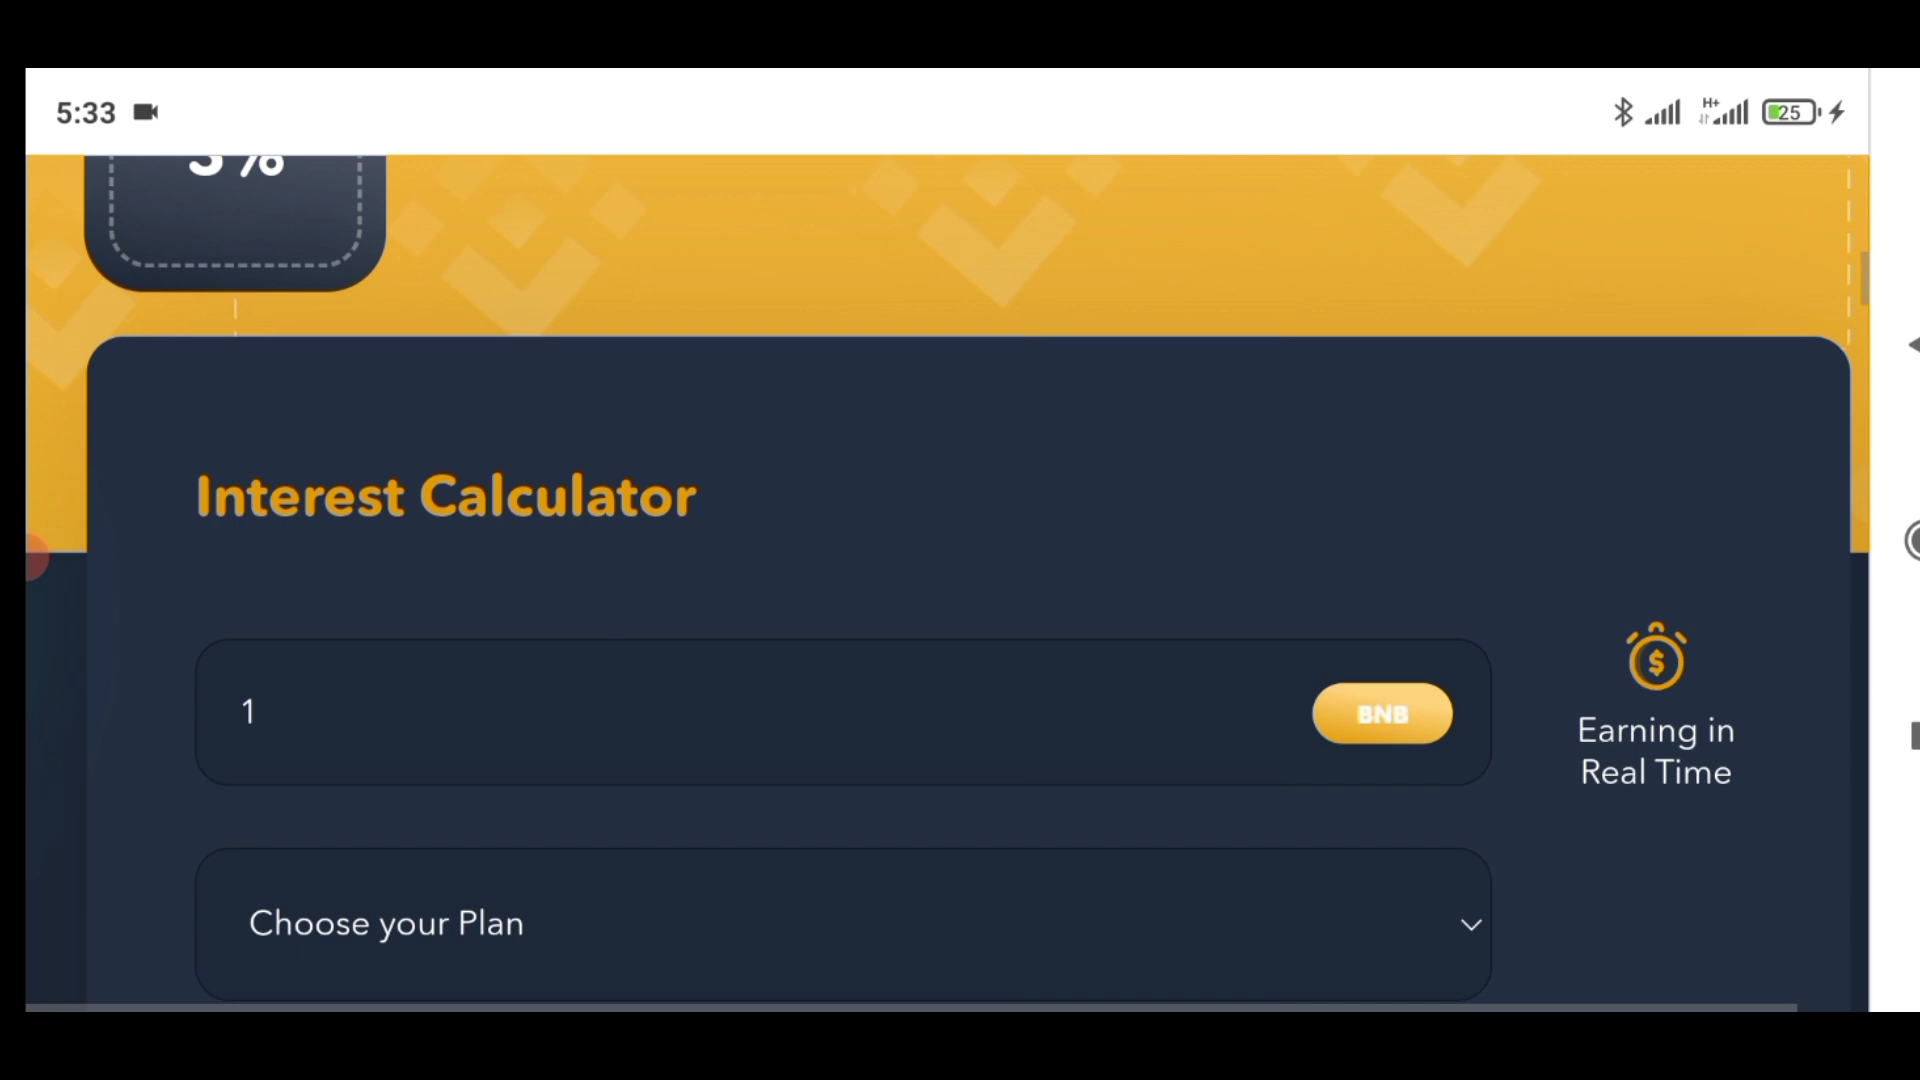 5:33
H+
25
Interest Calculator
1
BNB
Earning in
Real Time
Choose your Plan